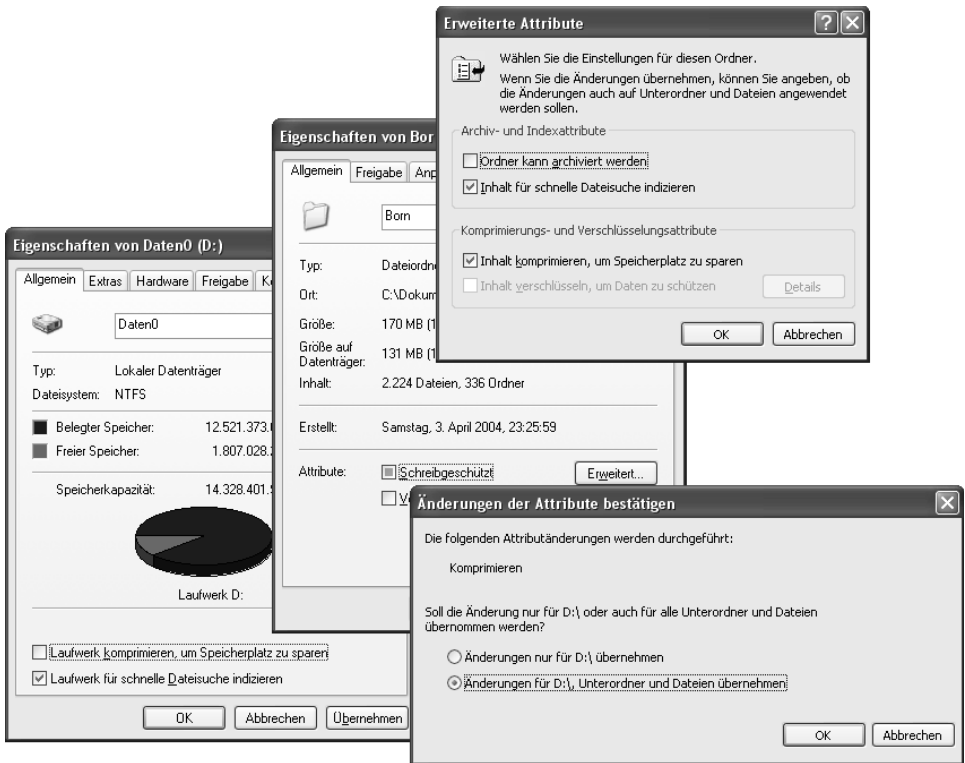 Erweiterte Attribute
Wählen Sie die Einstellungen für diesen Ordner.
Wenn Sie die Änderungen übernehmen, können Sie angeben, ob
die Änderungen auch auf Unterordner und Dateien angewendet
werden sollen.
Archiv- und Indexattribute
Ordner kann archiviert werden
Inhalt für schnelle Dateisuche indizieren
Komprimierungs- und Verschlüsselungsattribute
Inhalt komprimieren, um Speicherplatz zu sparen
Inhalt verschlüseln, um Daten zu schützen
Details
OK Abbrechen
Eigenschaften von Bor
Allgemein Freigabe Anp
Born
Typ: Dateiordne
Ort: C:\Dokum
Größe: 170 MB (1
Größe auf
Datenträger: 131 MB (1
Inhalt: 2.224 Dateien, 336 Ordner
Erstellt: Samstag, 3. April 2004, 23:25:59
Attribute: Schreibgeschützt Erweitert...
Eigenschaften von Daten0 (D:)
Allgemein Extras Hardware Freigabe
Daten0
Typ: Lokaler Datenträger
Dateisystem: NTFS
Belegter Speicher: 12.521.373.
Freier Speicher: 1.807.028.
Speicherkapazität: 14.328.401.
Laufwerk D:
Laufwerk komprimieren, um Speicherplatz zu sparen
Laufwerk für schnelle Dateisuche indizieren
OK Abbrechen Übernehmen
Änderungen der Attribute bestätigen
Die folgenden Attributänderungen werden durchgeführt:
Komprimieren
Soll die Änderung nur für D:\ oder auch für alle Unterordner und Dateien
übernommen werden?
Änderungen nur für D:\ übernehmen
Änderungen für D:\, Unterordner und Dateien übernehmen
OK Abbrechen